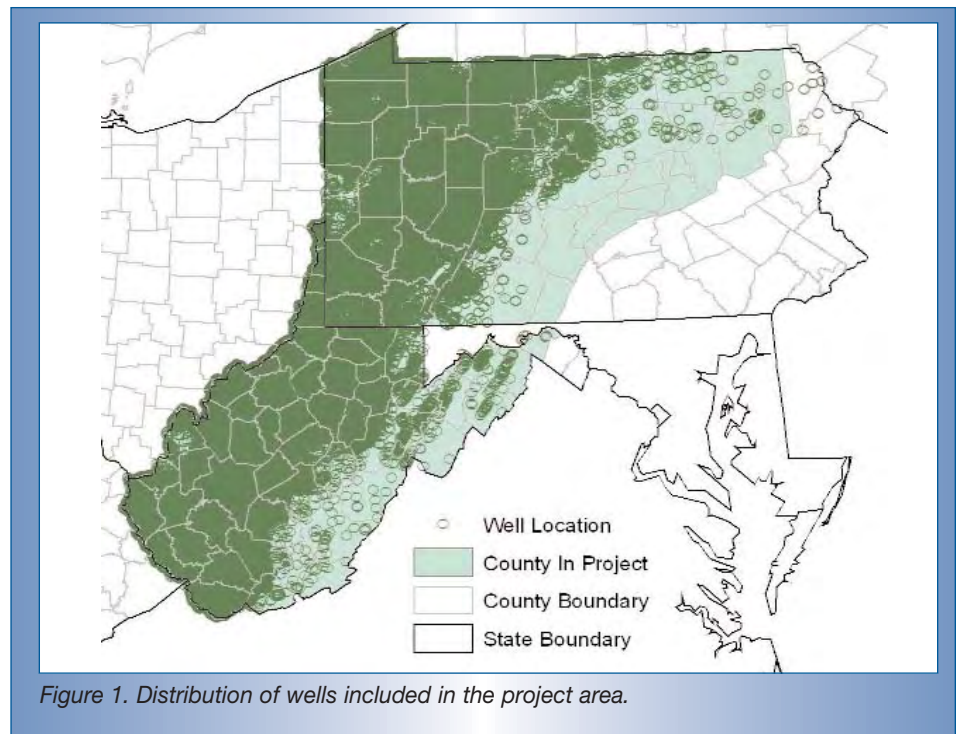 Well Location
County In Project
County Boundary
State Boundary
Figure 1. Distribution of wells included in the project area.